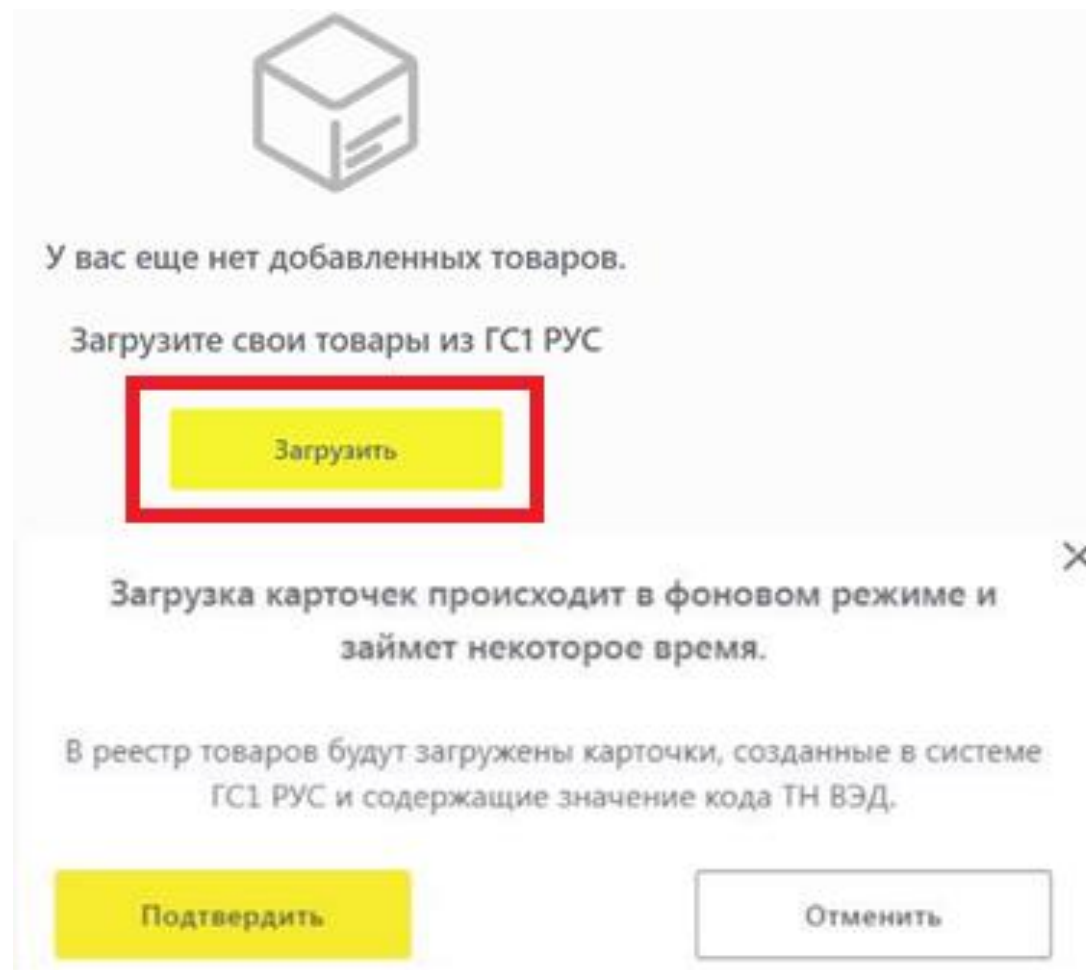 У вас еще нет добавленных товаров.
Загрузите свои товары из ГС1 РУС
Загрузить
Загрузка карточек происходит в фоновом режиме и
займет некоторое время.
В реестр товаров будут загружены карточки, созданные в системе
ГС1 РУС и содержащие значение кода ТН ВЭД.
Подтвердить
Отменить